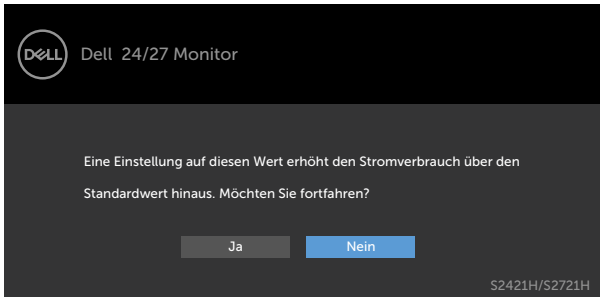 DELL
Dell 24/27 Monitor
Eine Einstellung auf diesen Wert erhöht den Stromverbrauch über den
Standardwert hinaus. Möchten Sie fortfahren?
Ja Nein
S2421H/S2721H